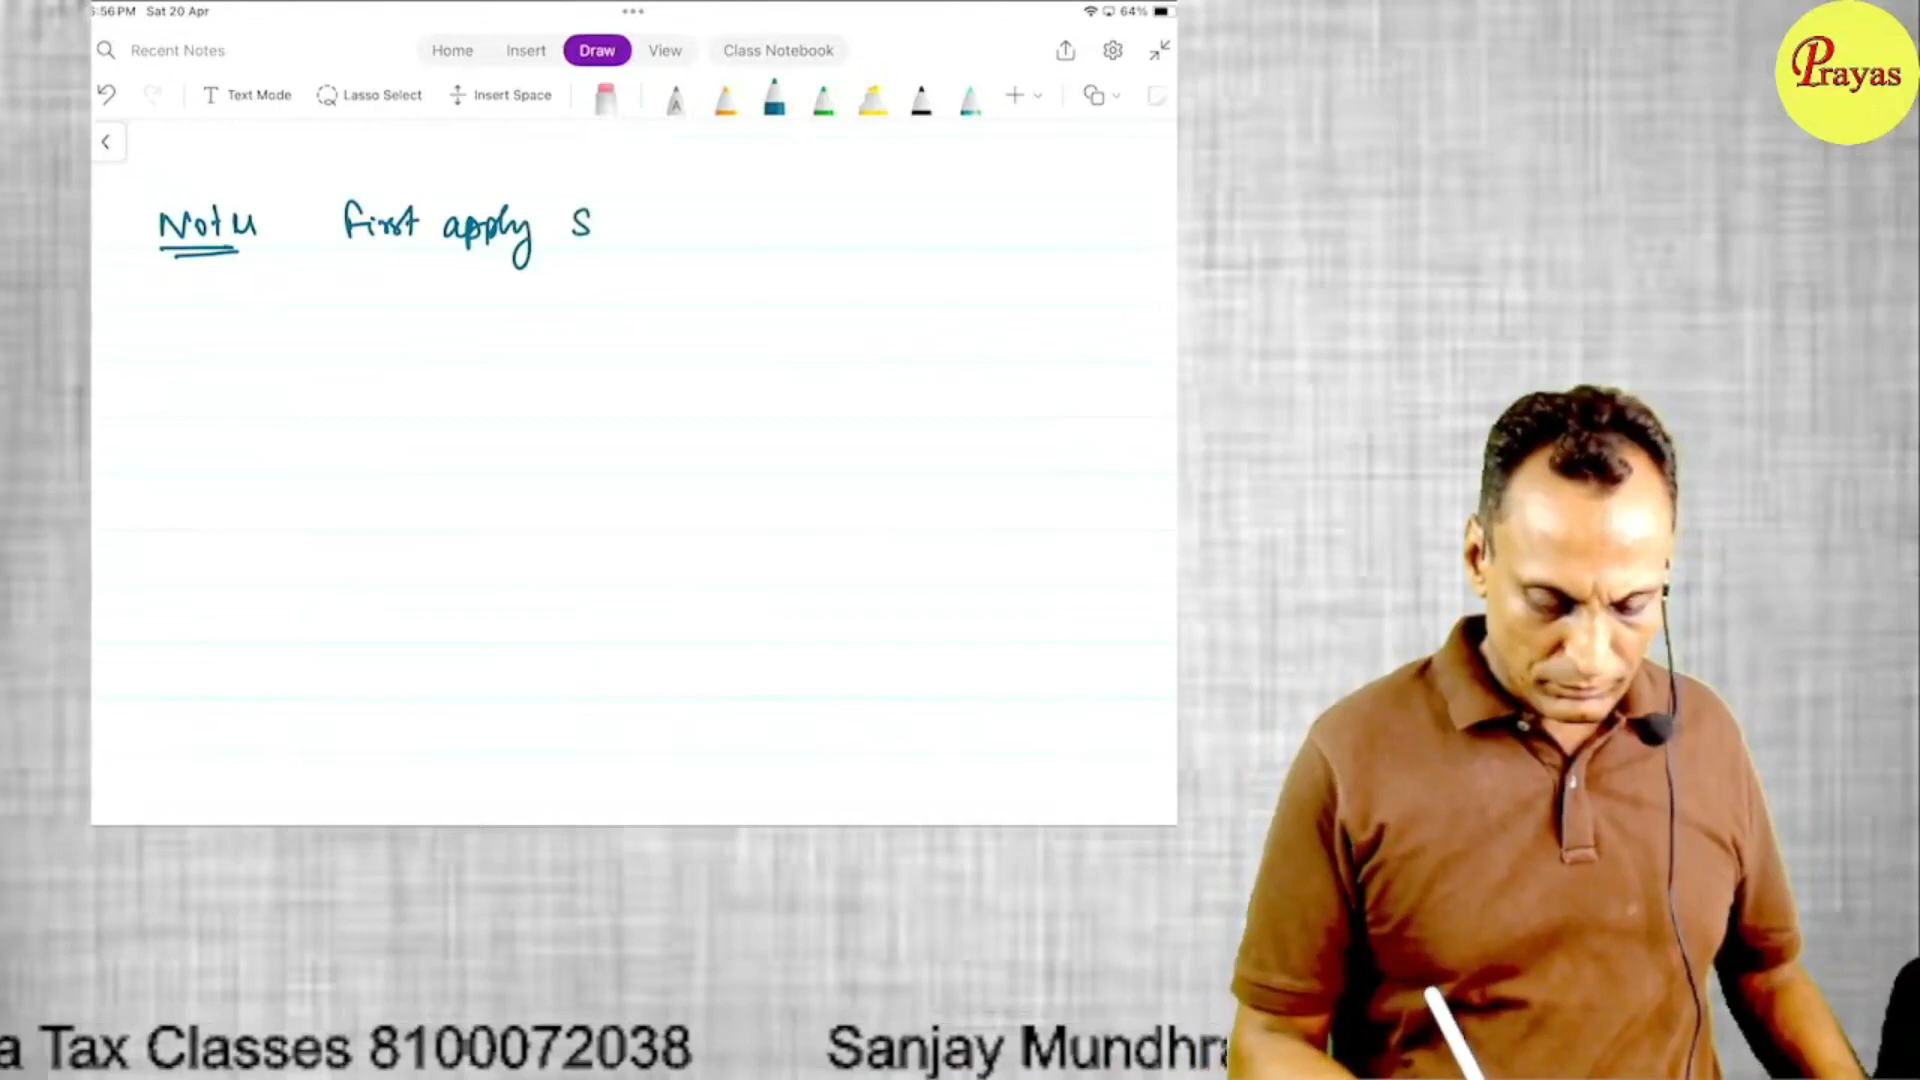 :56 PM Sat 20 Apr
64%
Prayas
Recent Notes
Home Insert Draw View Class Notebook
T Text Mode Lasso Select Insert Space
A
Note First apply S
a Tax Classes 8100072038 Sanjay Mundhra